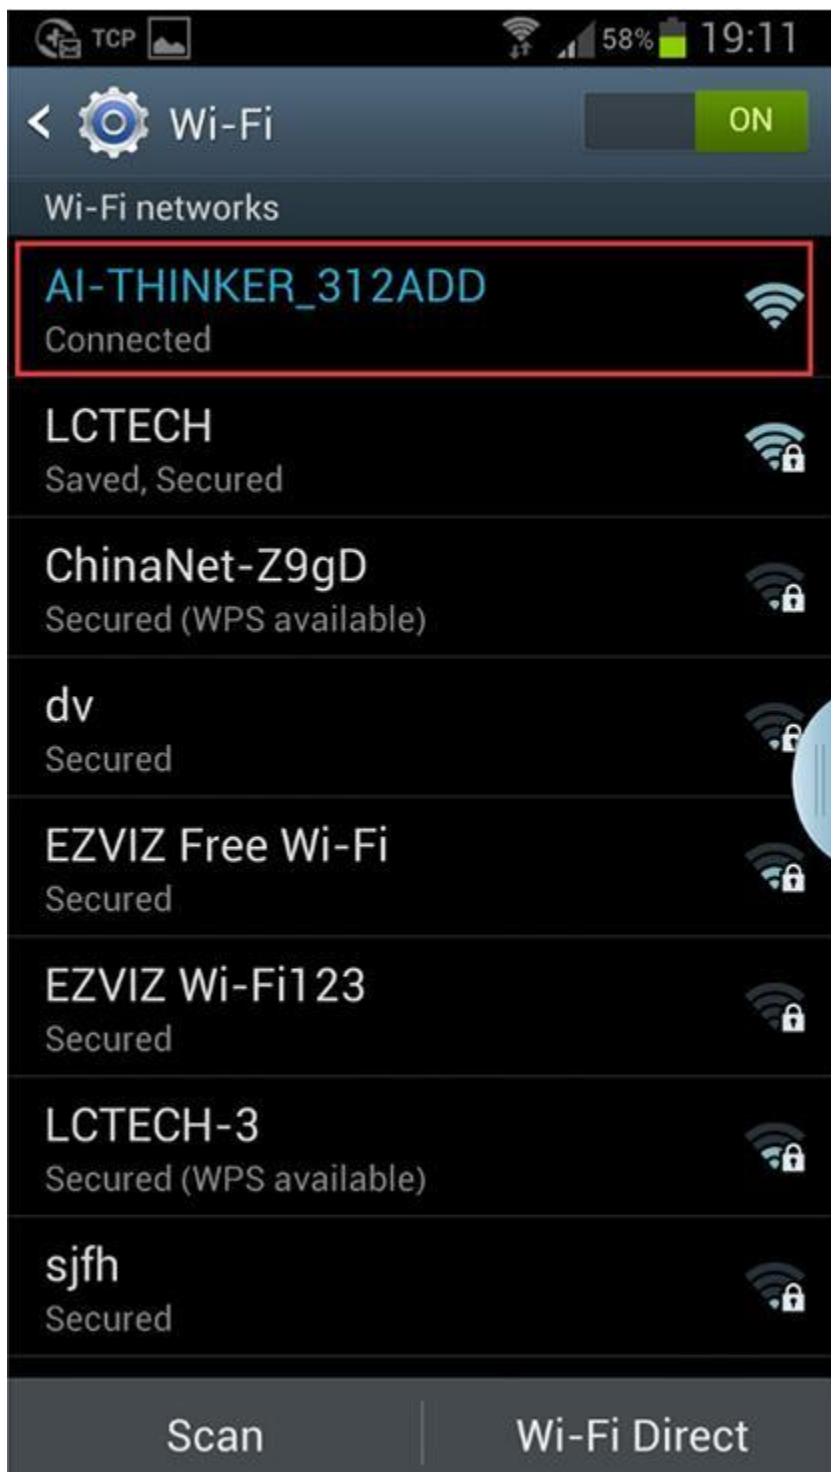 TCP 58% 19:11
Wi-Fi ON
Wi-Fi networks
AI-THINKER_312ADD
Connected
LCTECH
Saved, Secured
ChinaNet-Z9gD
Secured (WPS available)
dv
Secured
EZVIZ Free Wi-Fi
Secured
EZVIZ Wi-Fi123
Secured
LCTECH-3
Secured (WPS available)
sjfh
Secured
Scan Wi-Fi Direct